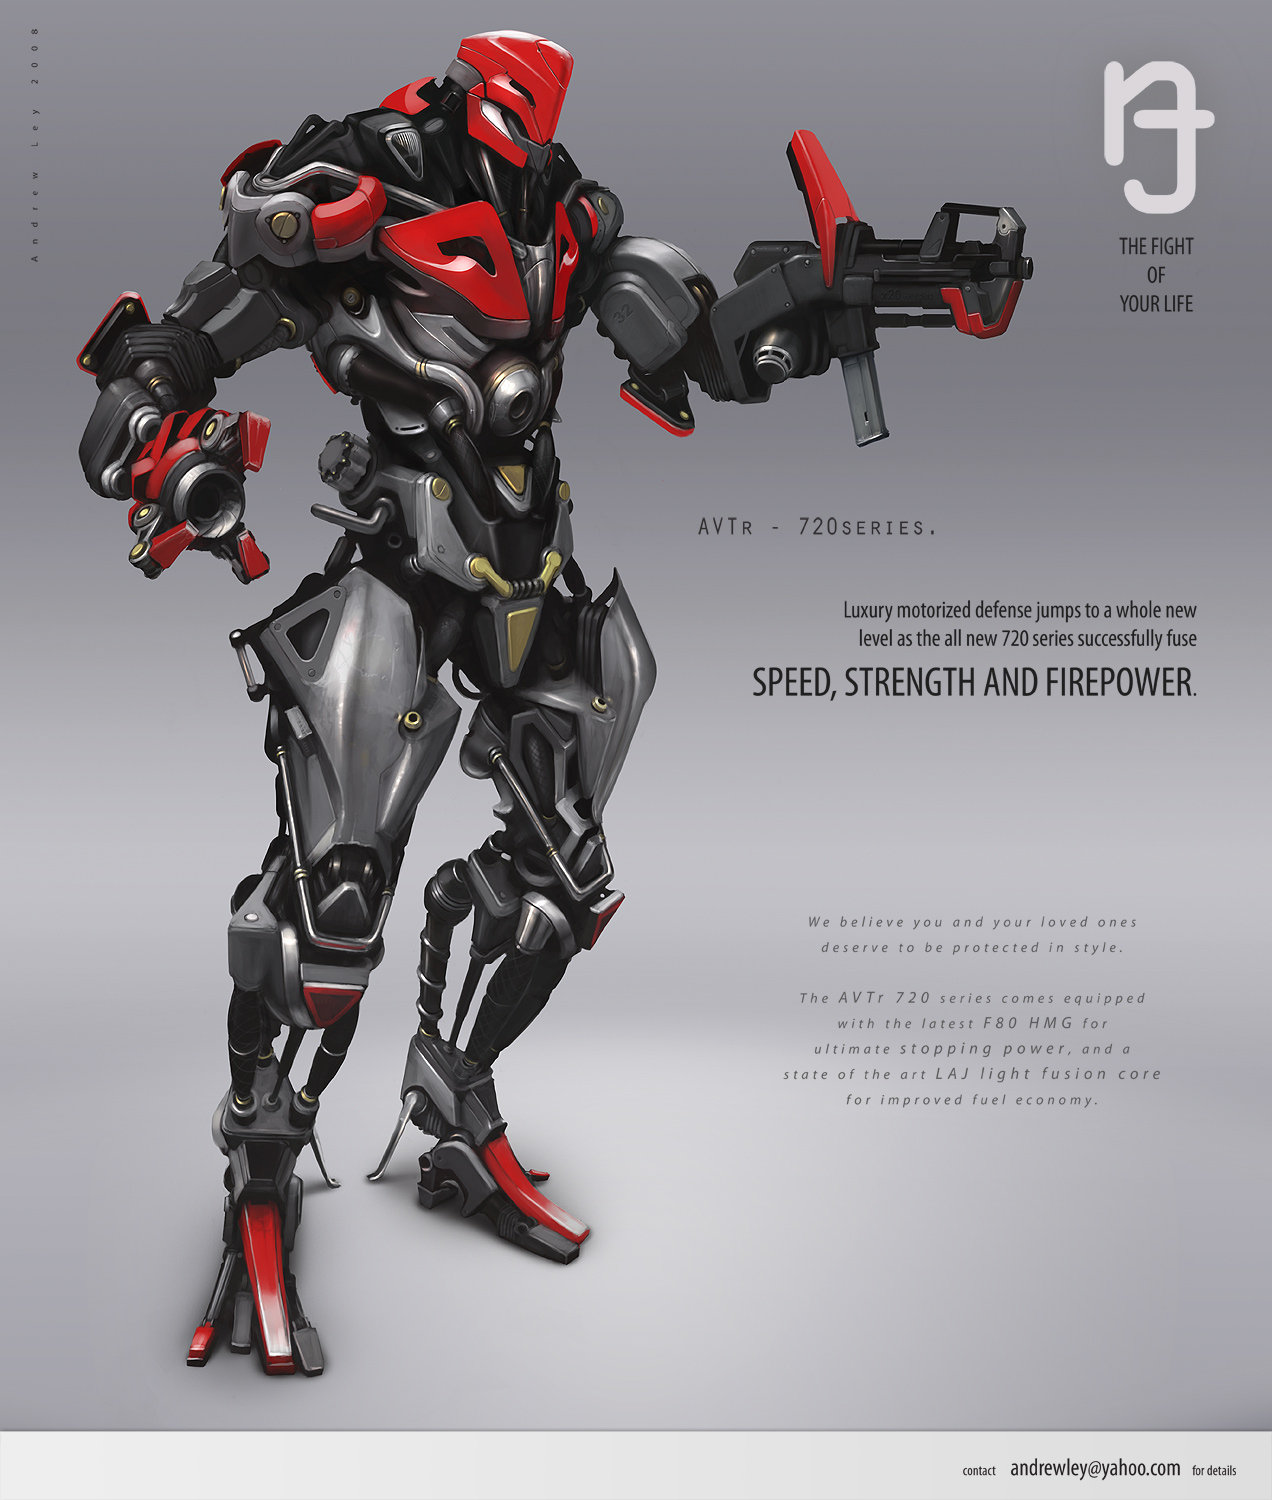 Andrew Ley 2008
THE FIGHT
OF
YOUR LIFE
32
x20
AVTR - 720SERIES.
Luxury motorized defense jumps to a whole new
level as the all new 720 series successfully fuse
SPEED, STRENGTH AND FIREPOWER.
We believe you and your loved ones
deserve to be protected in style.
The AVTr 720 series comes equipped
with the latest F80 HMG for
ultimate stopping power, and a
state of the art LAJ light fusion core
for improved fuel economy.
contact andrewley@yahoo.com for details